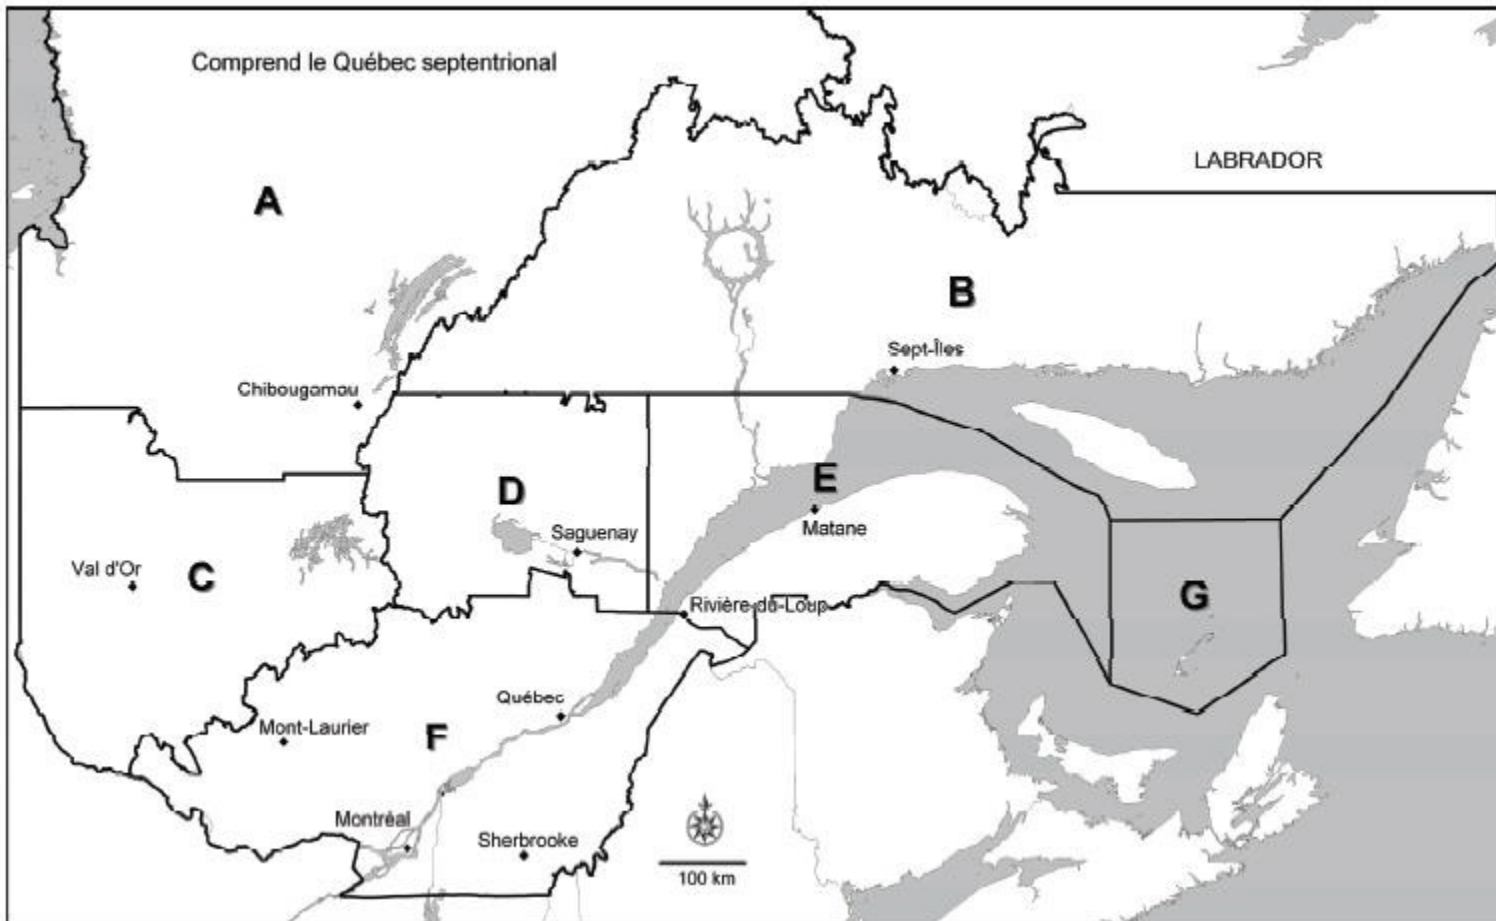 Comprend le Québec septentrional
LABRADOR
A
B
Sept-Îles
Chibougamau
D
E
Saguenay
Matane
Val d'Or
C
G
Rivière-du-Loup
Québec
Mont-Laurier
F
Montréal
Sherbrooke
100 km